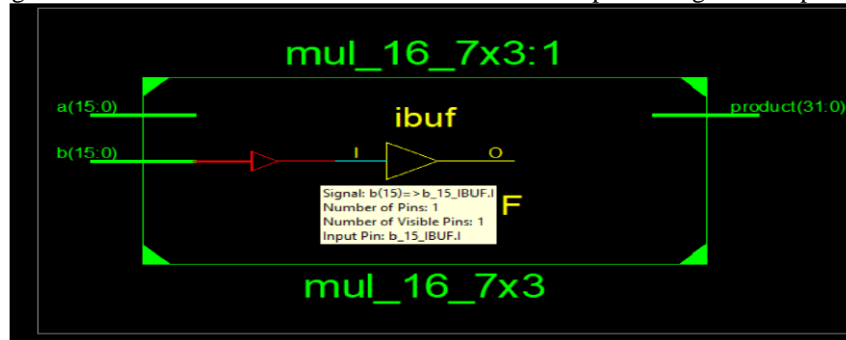 mul_16_7x3:1
a(15:0)
product(31:0)
ibuf
b(15:0)
I
O
Signal: b(15)=>b_15_IBUF.I
Number of Pins: 1
Number of Visible Pins: 1
Input Pin: b_15_IBUF.I
F
mul_16_7x3